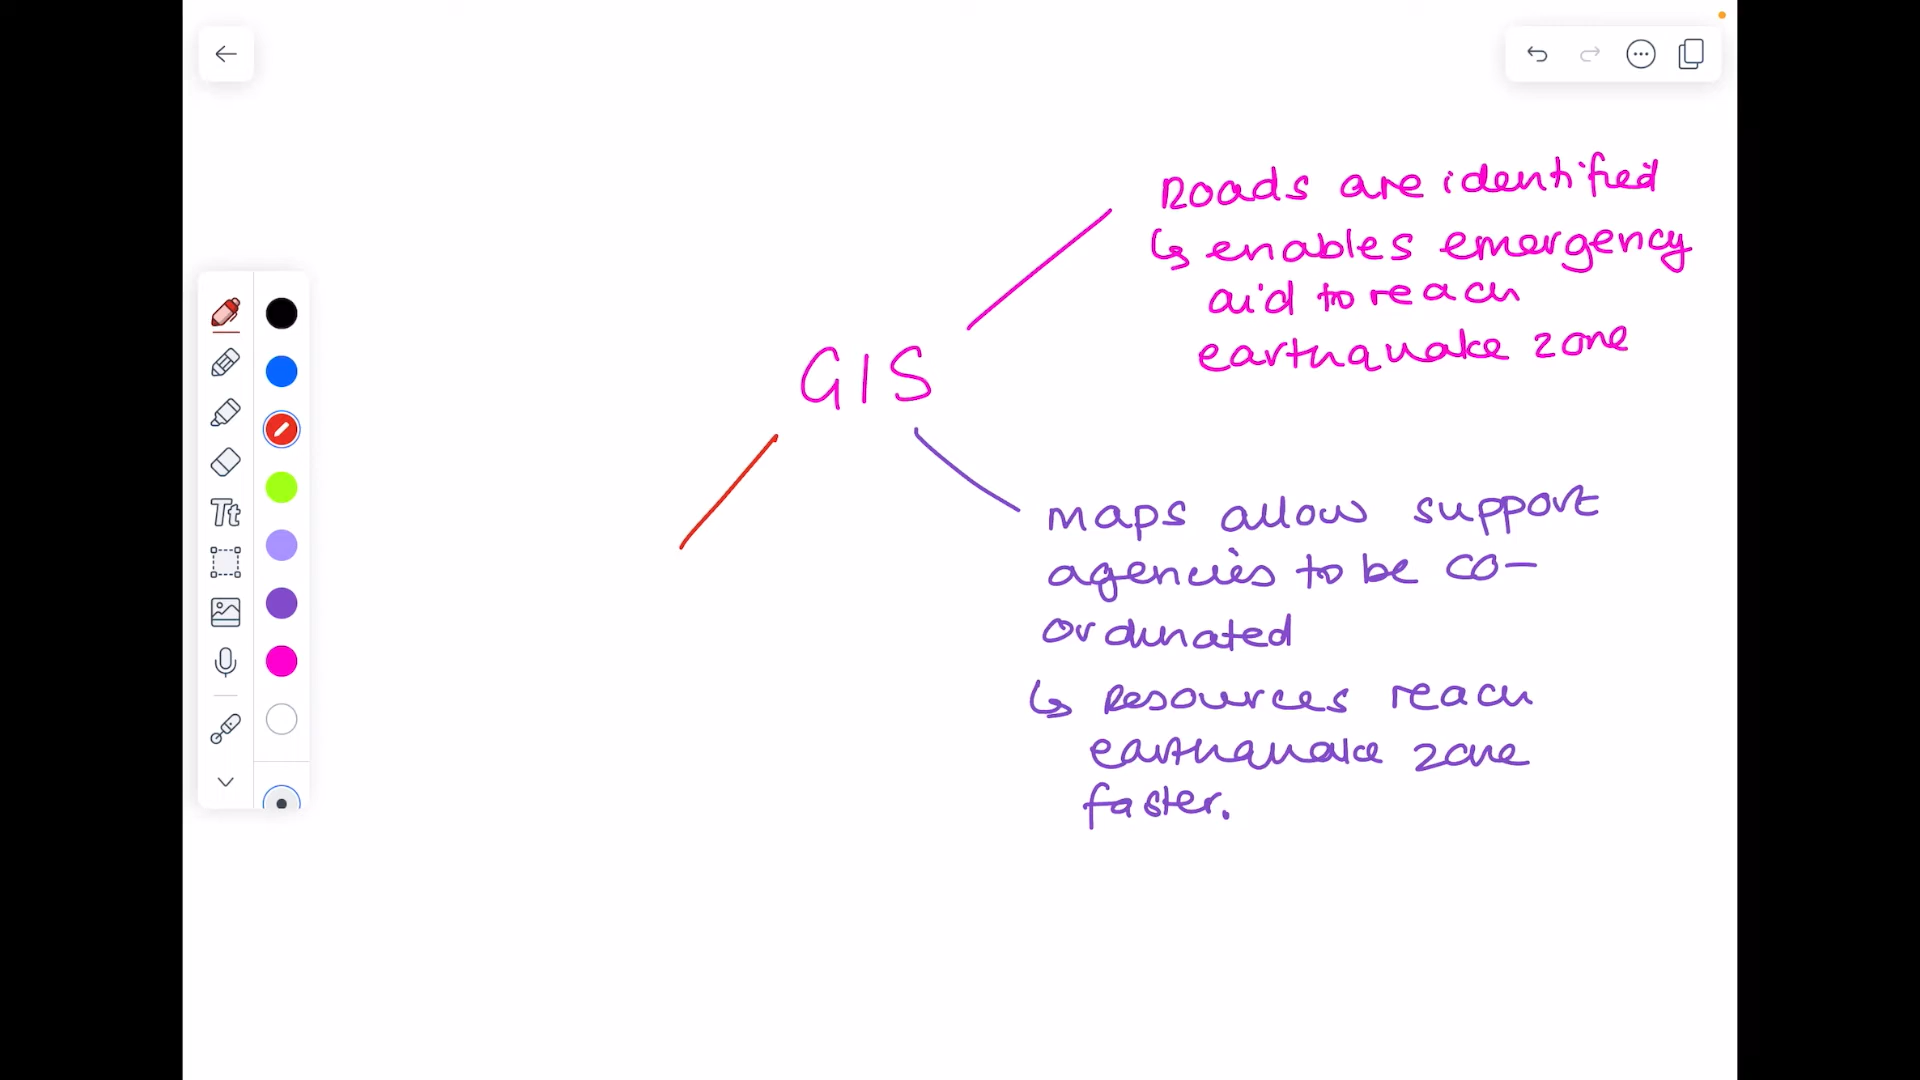 Roads are identified
↳ enables emergency
aid to reach
earthquake zone
GIS
maps allow support
agencies to be co-
ordinated
↳ Resources reach
earthquake zone
faster.
Tt